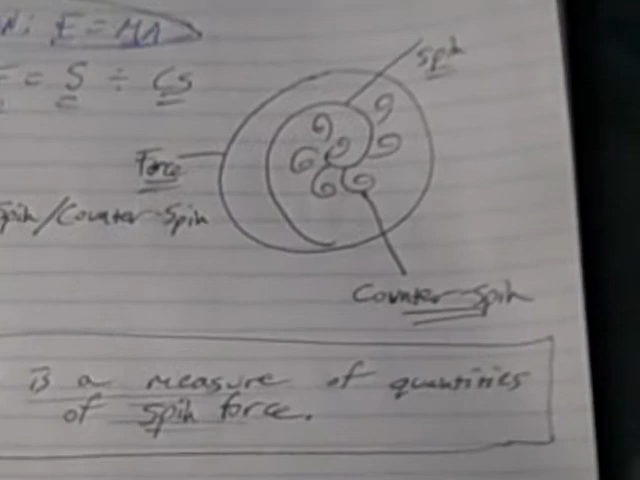 N: F = MA
F = S ÷ Cs
Spin
Force
Spin/Counter-Spin
Counter-Spin
is a measure of quantities
of spin force.